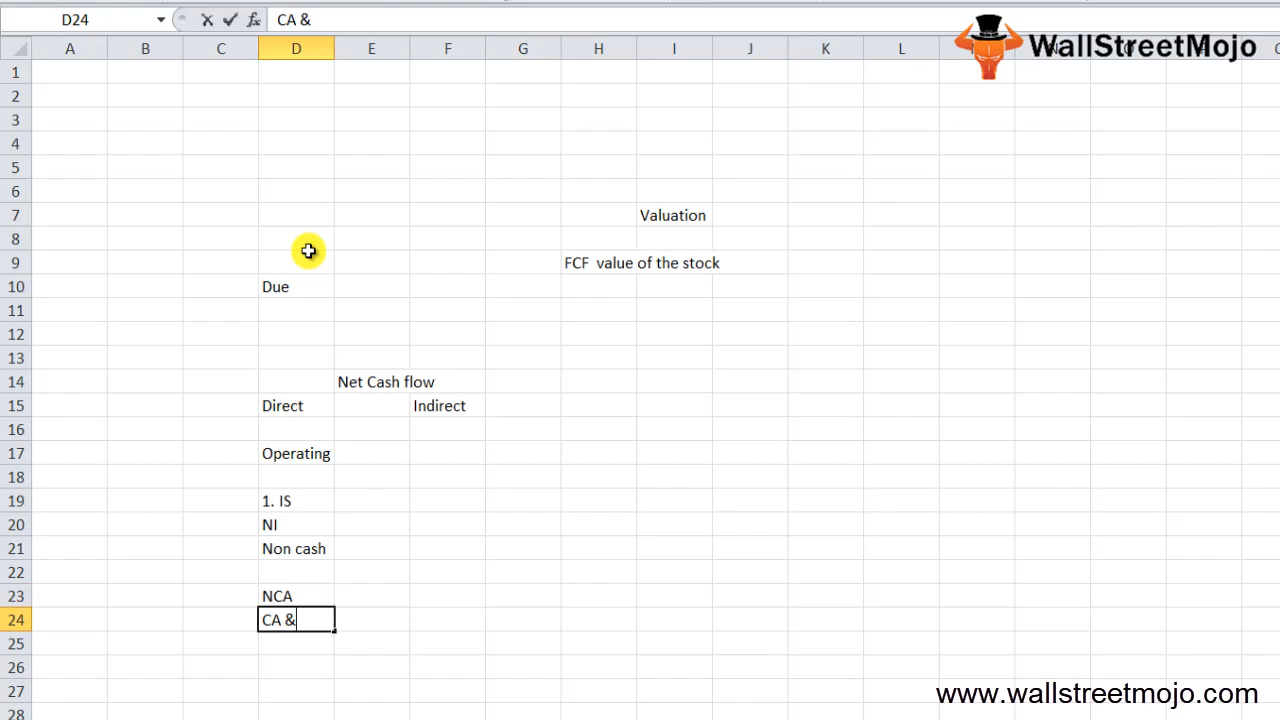 D24 fx CA &
WallStreetMojo
A B C D E F G H I J K L
1
2
3
4
5
6
7 Valuation
8
9 FCF value of the stock
10 Due
11
12
13
14 Net Cash flow
15 Direct Indirect
16
17 Operating
18
19 1. IS
20 NI
21 Non cash
22
23 NCA
24 CA &
25
26
27
28
www.wallstreetmojo.com